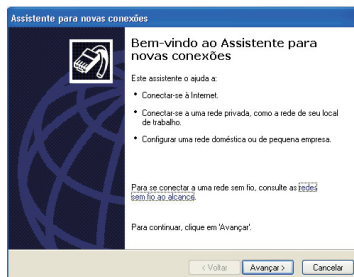 Assistente para novas conexões
Bem-vindo ao Assistente para
novas conexões
Este assistente o ajuda a:
• Conectar-se à Internet.
• Conectar-se a uma rede privada, como a rede de seu local
de trabalho.
• Configurar uma rede doméstica ou de pequena empresa.
Para se conectar a uma rede sem fio, consulte as redes
sem fio ao alcance.
Para continuar, clique em 'Avançar'.
< Voltar
Avançar >
Cancelar